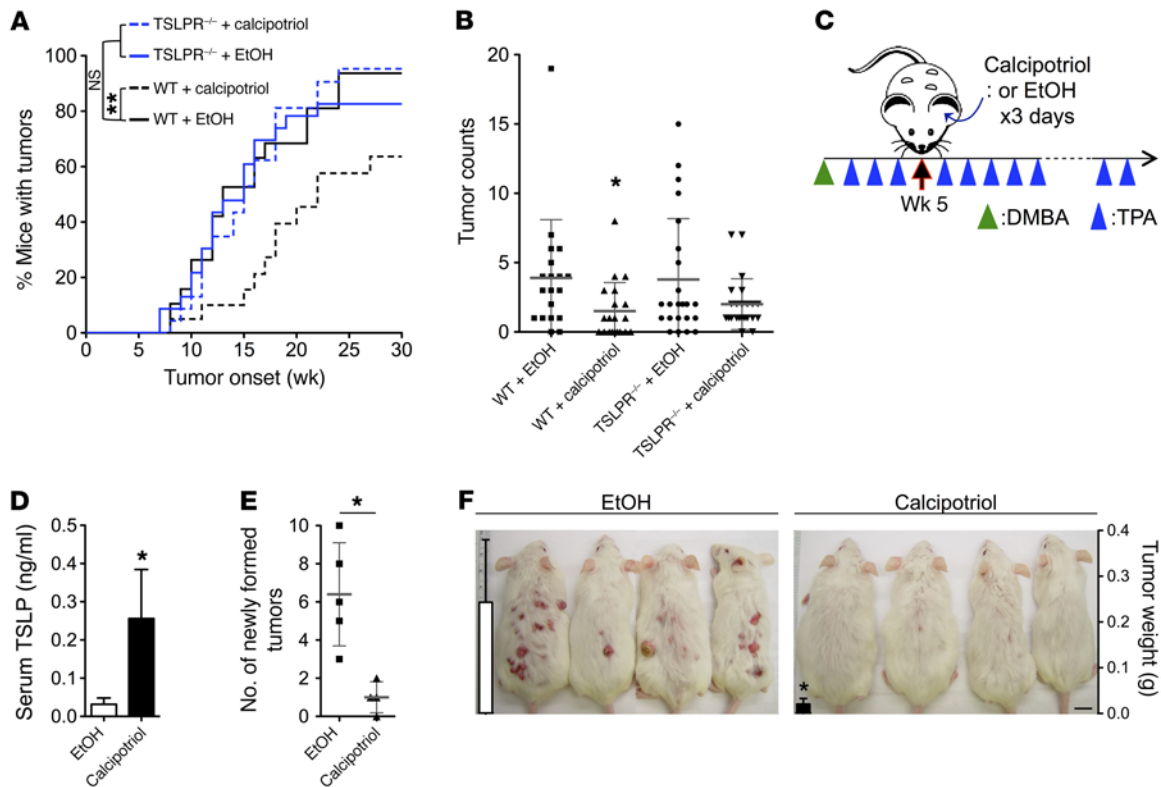 A
TSLPR⁻/⁻ + calcipotriol
TSLPR⁻/⁻ + EtOH
WT + calcipotriol
WT + EtOH
NS
**
100
80
60
40
20
0
% Mice with tumors
0 5 10 15 20 25 30
Tumor onset (wk)
B
20
15
10
5
0
Tumor counts
*
WT + EtOH
WT + calcipotriol
TSLPR⁻/⁻ + EtOH
TSLPR⁻/⁻ + calcipotriol
C
Calcipotriol
: or EtOH
x3 days
Wk 5
:DMBA :TPA
D
0.5
0.4
0.3
0.2
0.1
0.0
Serum TSLP (ng/ml)
*
EtOH
Calcipotriol
E
10
8
6
4
2
0
No. of newly formed
tumors
*
EtOH
Calcipotriol
F
EtOH Calcipotriol
0.4
0.3
0.2
0.1
0.0
Tumor weight (g)
*